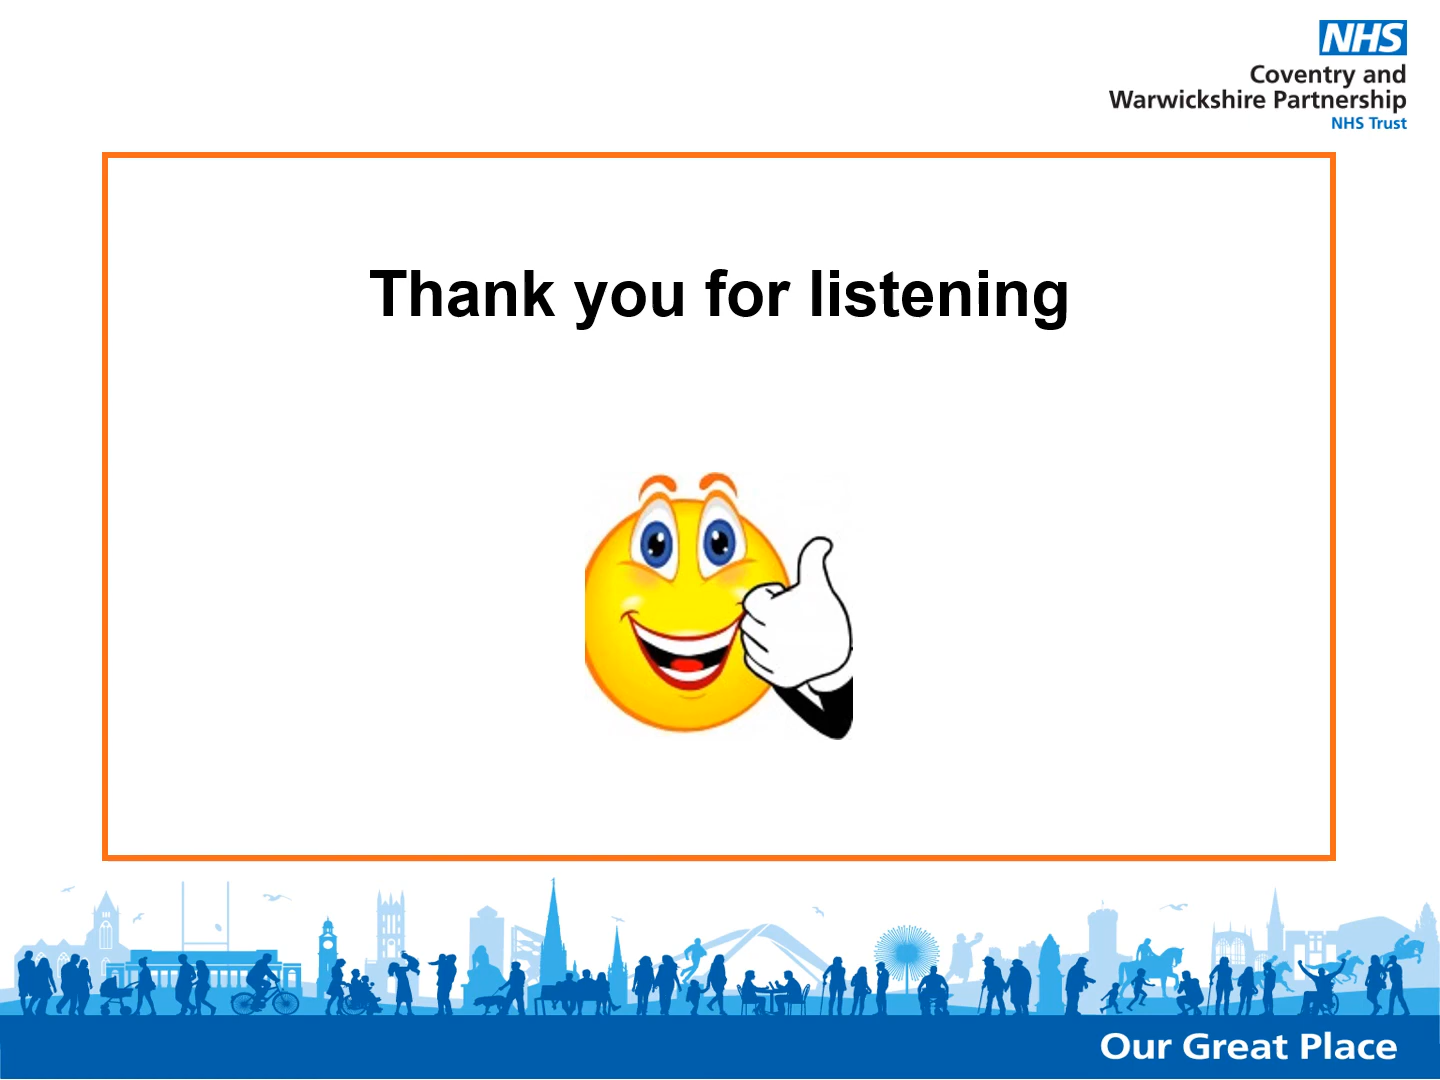 NHS
Coventry and
Warwickshire Partnership
NHS Trust
Thank you for listening
Our Great Place